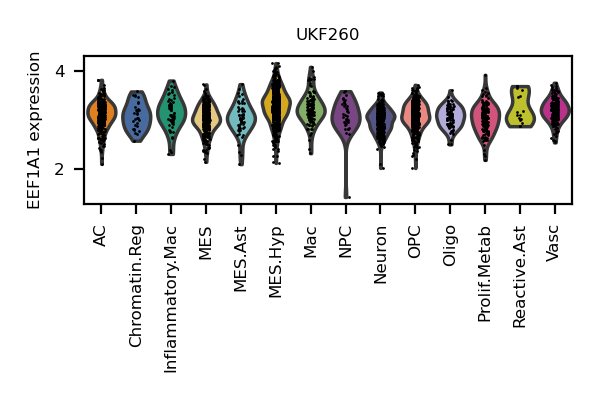 UKF260
EEF1A1 expression
4
2
AC
Chromatin.Reg
Inflammatory.Mac
MES
MES.Ast
MES.Hyp
Mac
NPC
Neuron
OPC
Oligo
Prolif.Metab
Reactive.Ast
Vasc